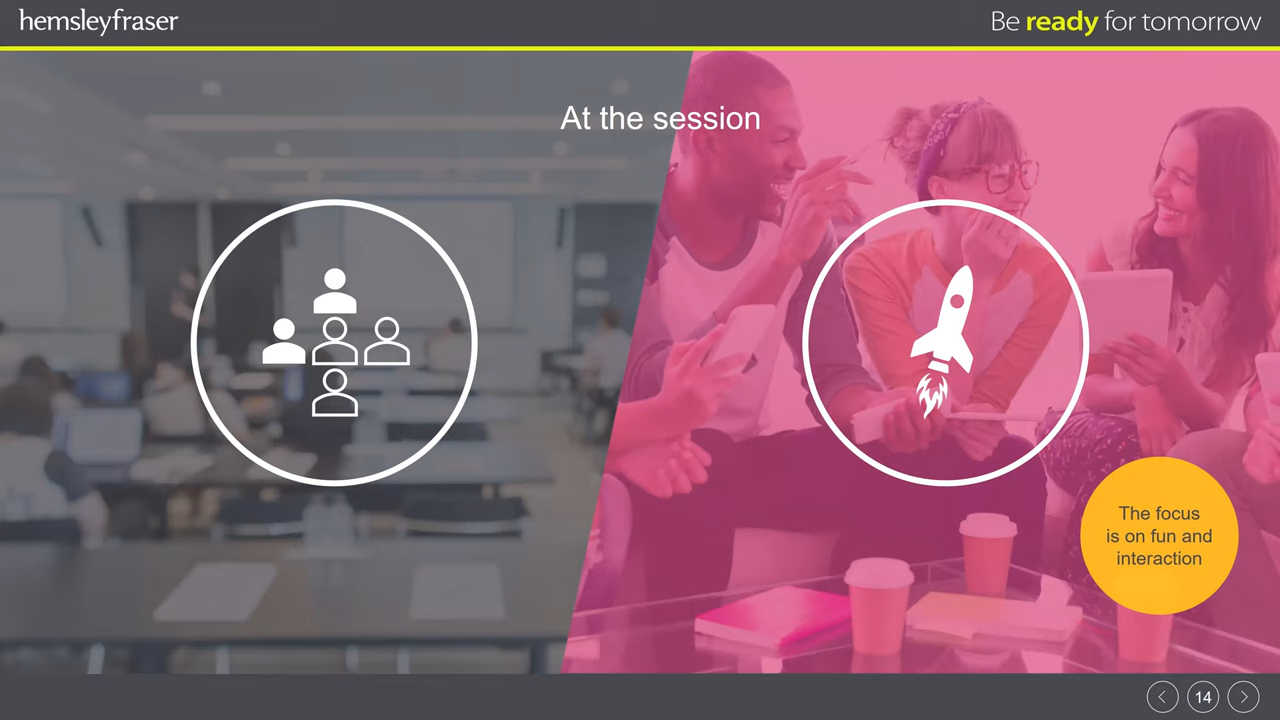 hemsleyfraser
Be ready for tomorrow
At the session
The focus
is on fun and
interaction
14